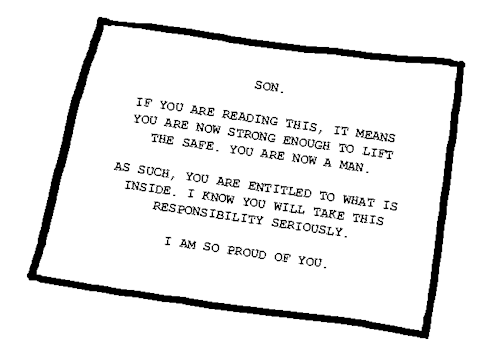 SON.
IF YOU ARE READING THIS, IT MEANS
YOU ARE NOW STRONG ENOUGH TO LIFT
THE SAFE. YOU ARE NOW A MAN.
AS SUCH, YOU ARE ENTITLED TO WHAT IS
INSIDE. I KNOW YOU WILL TAKE THIS
RESPONSIBILITY SERIOUSLY.
I AM SO PROUD OF YOU.